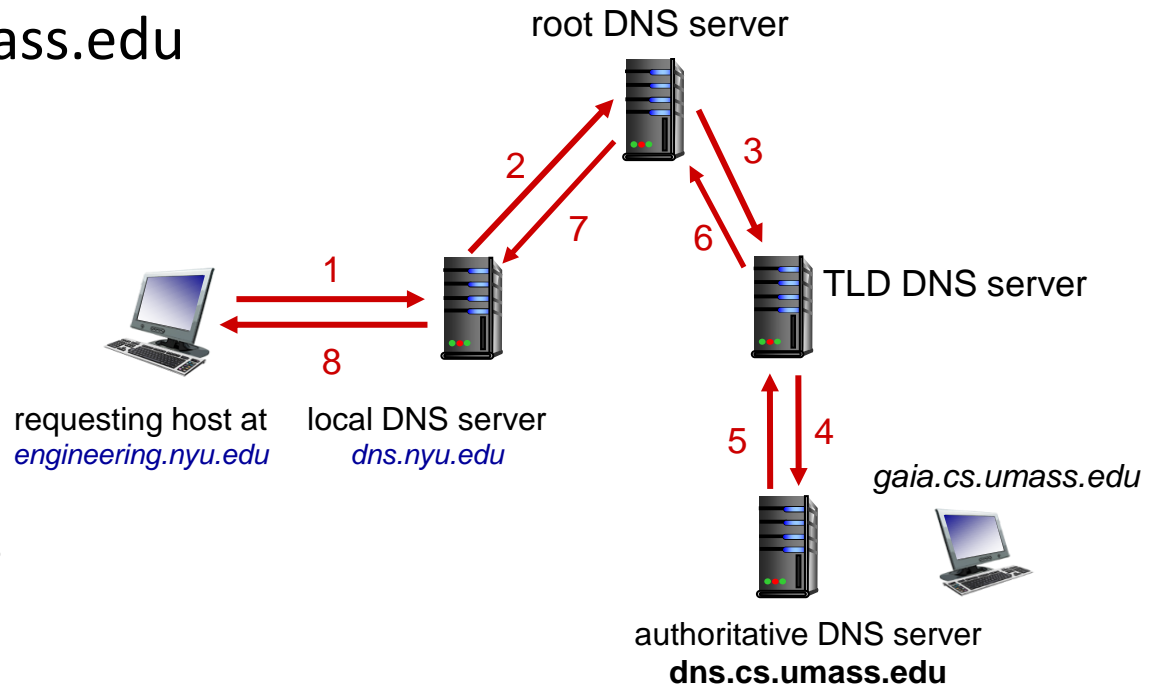 ass.edu
root DNS server
2
3
7
6
1
TLD DNS server
8
requesting host at
engineering.nyu.edu
local DNS server
dns.nyu.edu
5
4
gaia.cs.umass.edu
authoritative DNS server
dns.cs.umass.edu